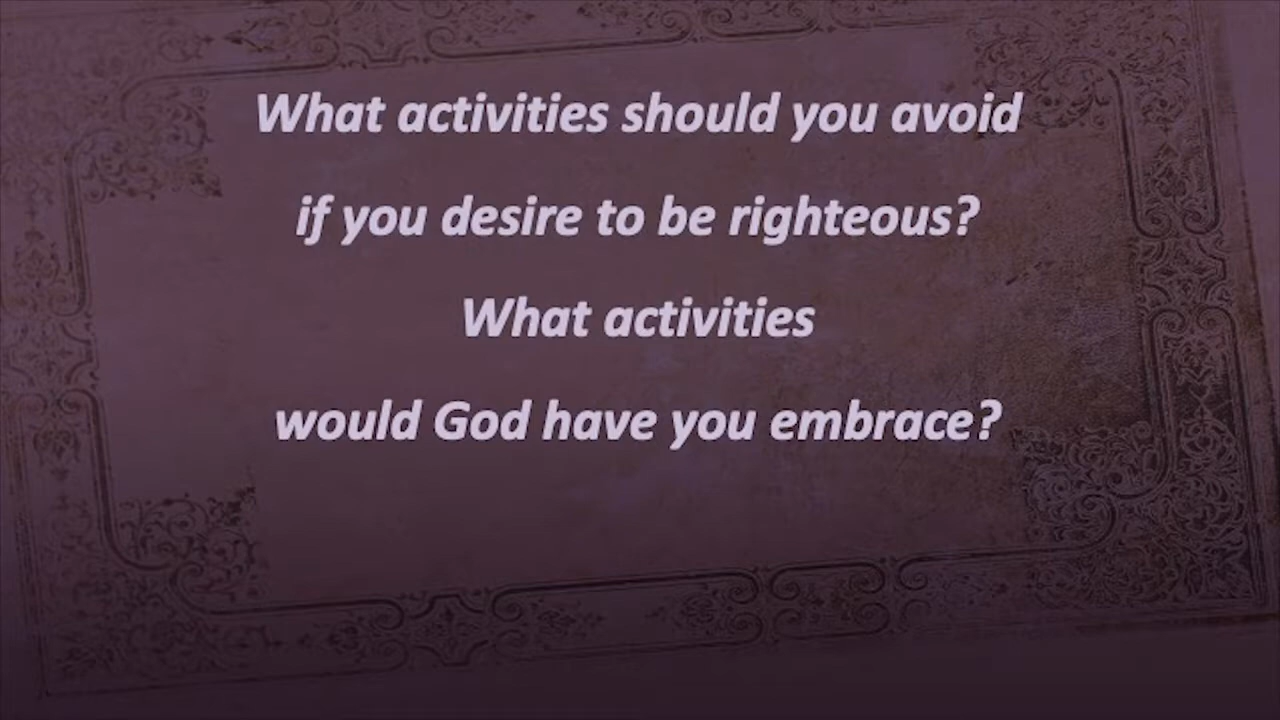 What activities should you avoid
if you desire to be righteous?
What activities
would God have you embrace?